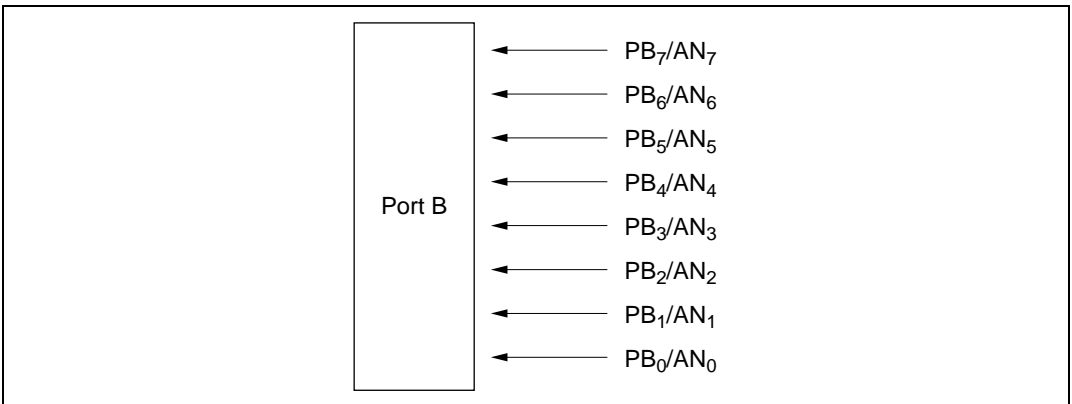 PB₇/AN₇
PB₆/AN₆
PB₅/AN₅
PB₄/AN₄
Port B
PB₃/AN₃
PB₂/AN₂
PB₁/AN₁
PB₀/AN₀